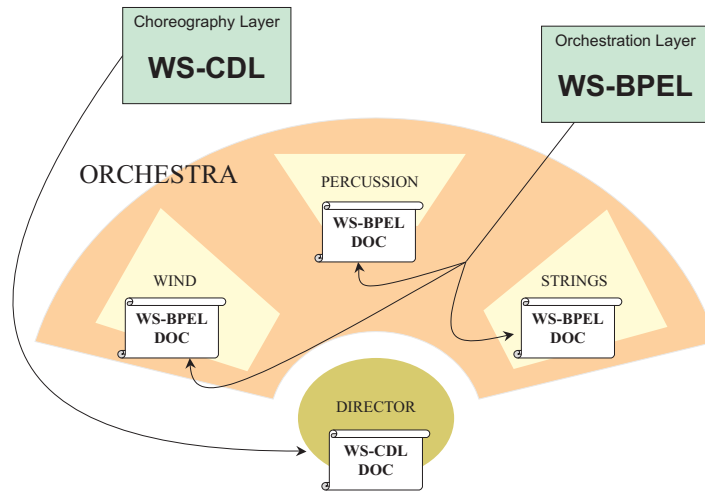 Choreography Layer
WS-CDL
Orchestration Layer
WS-BPEL
ORCHESTRA
PERCUSSION
WS-BPEL
DOC
WIND
WS-BPEL
DOC
STRINGS
WS-BPEL
DOC
DIRECTOR
WS-CDL
DOC